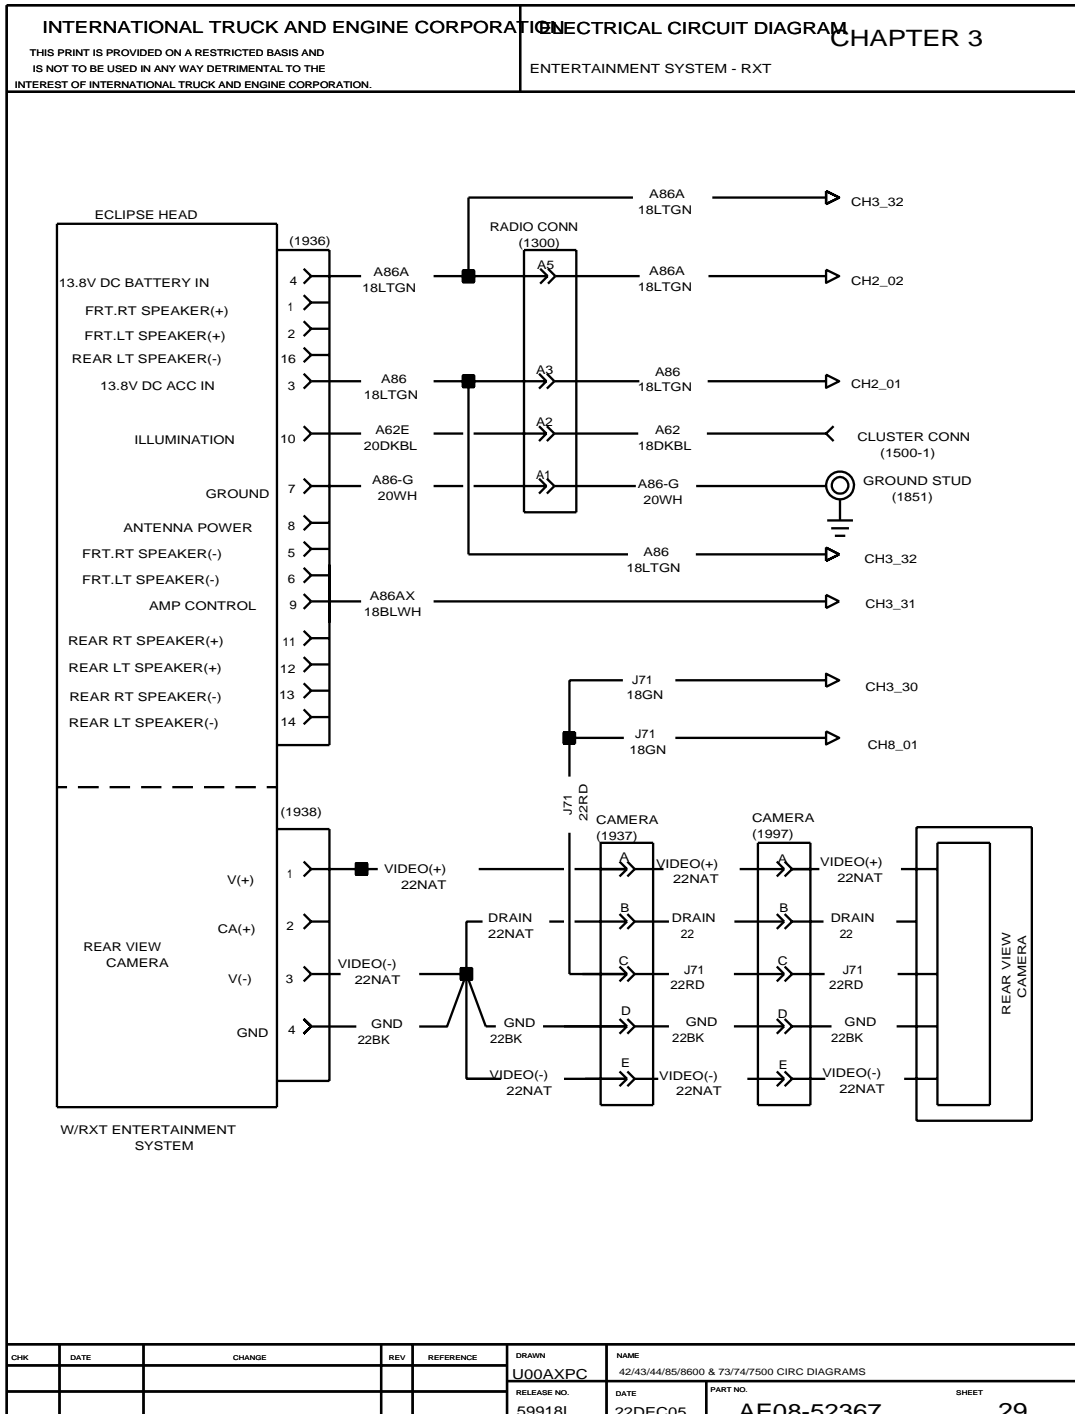 INTERNATIONAL TRUCK AND ENGINE CORPORATION
THIS PRINT IS PROVIDED ON A RESTRICTED BASIS AND
IS NOT TO BE USED IN ANY WAY DETRIMENTAL TO THE
INTEREST OF INTERNATIONAL TRUCK AND ENGINE CORPORATION.
ELECTRICAL CIRCUIT DIAGRAM
CHAPTER 3
ENTERTAINMENT SYSTEM - RXT
ECLIPSE HEAD
(1936)
RADIO CONN
(1300)
A86A
18LTGN
CH3_32
13.8V DC BATTERY IN
4
A86A
18LTGN
A5
A86A
18LTGN
CH2_02
FRT.RT SPEAKER(+)
1
FRT.LT SPEAKER(+)
2
REAR LT SPEAKER(-)
16
13.8V DC ACC IN
3
A86
18LTGN
A3
A86
18LTGN
CH2_01
ILLUMINATION
10
A62E
20DKBL
A2
A62
18DKBL
CLUSTER CONN
(1500-1)
GROUND
7
A86-G
20WH
A1
A86-G
20WH
GROUND STUD
(1851)
ANTENNA POWER
8
FRT.RT SPEAKER(-)
5
A86
18LTGN
CH3_32
FRT.LT SPEAKER(-)
6
AMP CONTROL
9
A86AX
18BLWH
CH3_31
REAR RT SPEAKER(+)
11
REAR LT SPEAKER(+)
12
REAR RT SPEAKER(-)
13
REAR LT SPEAKER(-)
14
J71
18GN
CH3_30
J71
18GN
CH8_01
J71
22RD
(1938)
CAMERA
(1937)
CAMERA
(1997)
REAR VIEW
CAMERA
V(+)
1
VIDEO(+)
22NAT
A
VIDEO(+)
22NAT
A
VIDEO(+)
22NAT
CA(+)
2
DRAIN
22NAT
B
DRAIN
22
B
DRAIN
22
V(-)
3
VIDEO(-)
22NAT
C
J71
22RD
C
J71
22RD
GND
4
GND
22BK
GND
22BK
D
GND
22BK
D
GND
22BK
VIDEO(-)
22NAT
E
VIDEO(-)
22NAT
E
VIDEO(-)
22NAT
REAR VIEW
CAMERA
W/RXT ENTERTAINMENT
SYSTEM
CHK
DATE
CHANGE
REV
REFERENCE
DRAWN
U00AXPC
NAME
42/43/44/85/8600 & 73/74/7500 CIRC DIAGRAMS
RELEASE NO.
59918L
DATE
22DEC05
PART NO.
AE08-52367
SHEET
29